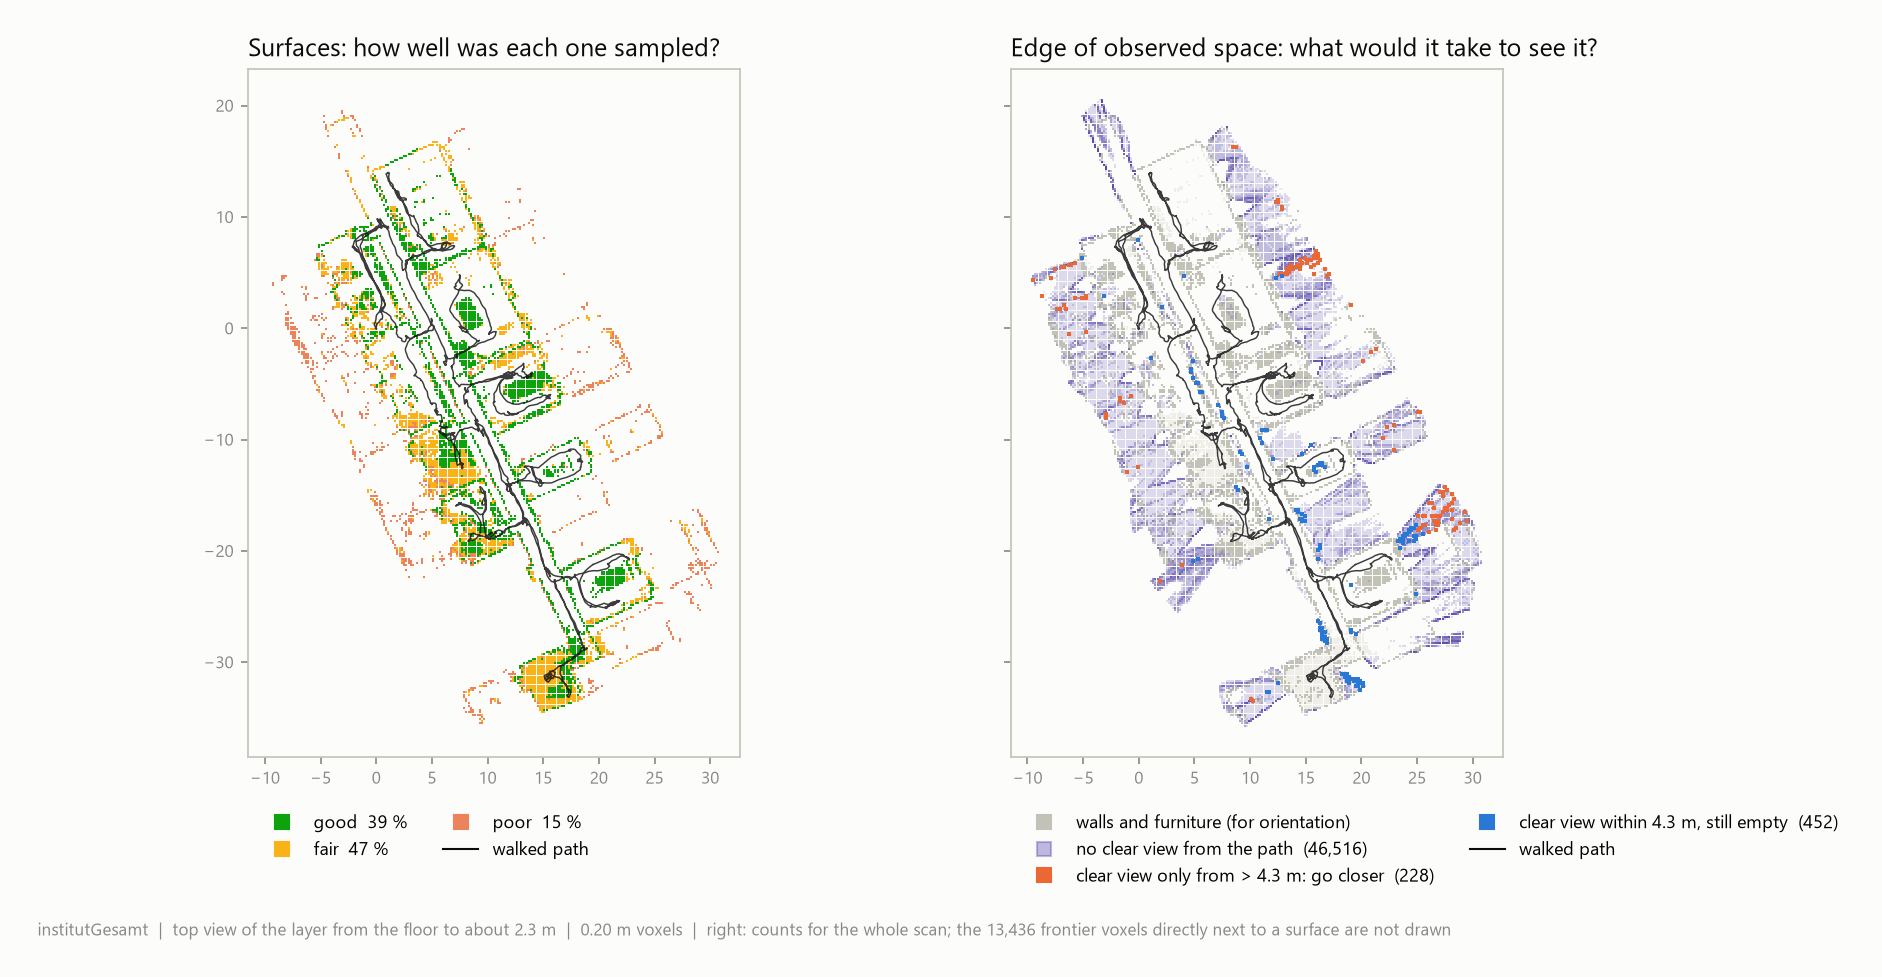 Surfaces: how well was each one sampled?
Edge of observed space: what would it take to see it?
20
10
0
−10
−20
−30
−10 −5 0 5 10 15 20 25 30
−10 −5 0 5 10 15 20 25 30
good 39 %
poor 15 %
fair 47 %
walked path
walls and furniture (for orientation)
clear view within 4.3 m, still empty (452)
no clear view from the path (46,516)
walked path
clear view only from > 4.3 m: go closer (228)
institutGesamt | top view of the layer from the floor to about 2.3 m | 0.20 m voxels | right: counts for the whole scan; the 13,436 frontier voxels directly next to a surface are not drawn